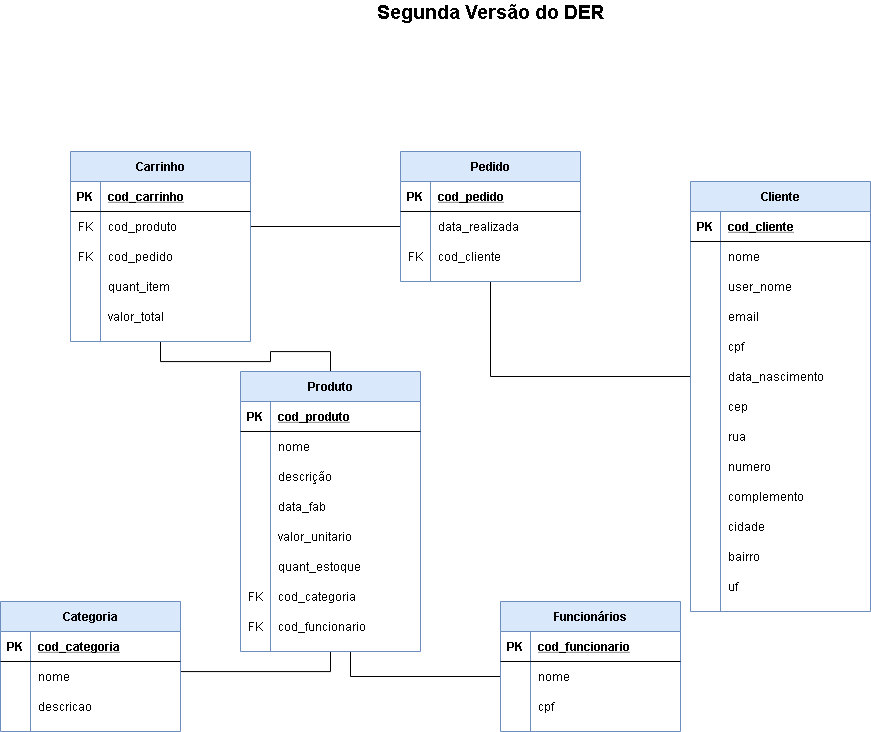 Segunda Versão do DER
Carrinho
PK cod_carrinho
FK cod_produto
FK cod_pedido
quant_item
valor_total
Pedido
PK cod_pedido
data_realizada
FK cod_cliente
Cliente
PK cod_cliente
nome
user_nome
email
cpf
data_nascimento
cep
rua
numero
complemento
cidade
bairro
uf
Produto
PK cod_produto
nome
descrição
data_fab
valor_unitario
quant_estoque
FK cod_categoria
FK cod_funcionario
Categoria
PK cod_categoria
nome
descricao
Funcionários
PK cod_funcionario
nome
cpf